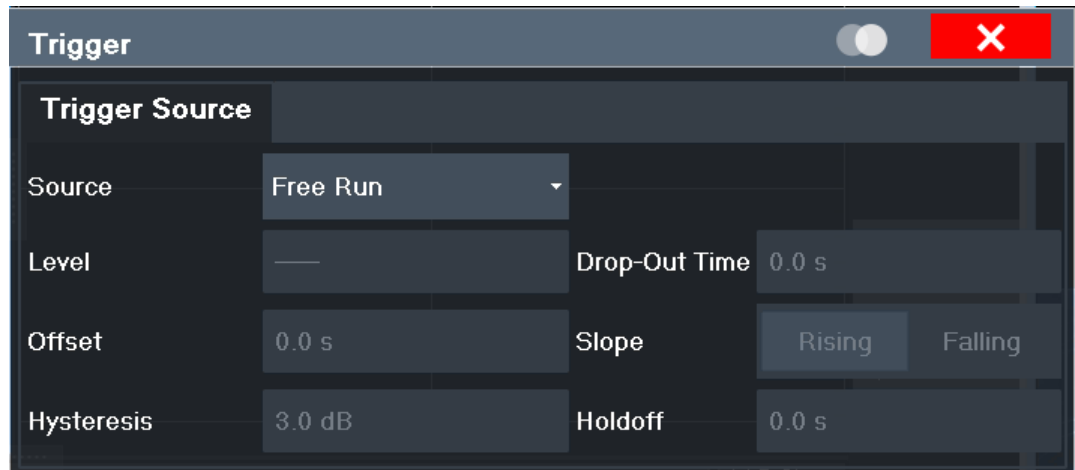 Trigger
Trigger Source
Source Free Run
Level Drop-Out Time 0.0 s
Offset 0.0 s Slope Rising Falling
Hysteresis 3.0 dB Holdoff 0.0 s